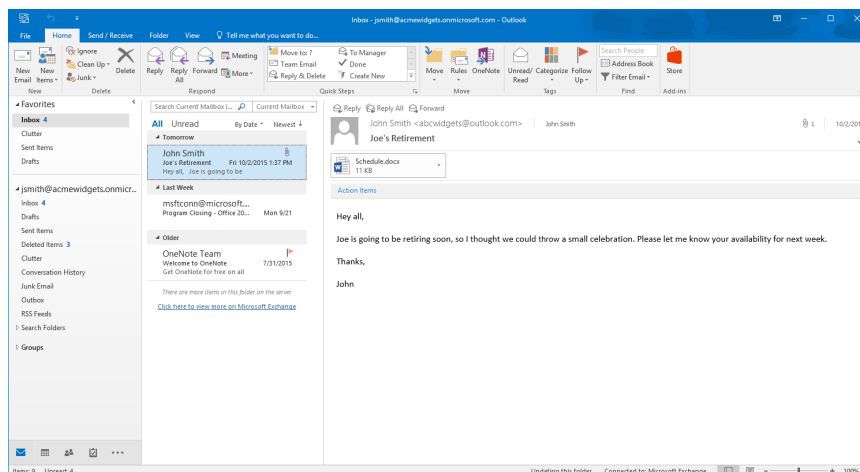 Inbox - jsmith@acmewidgets.onmicrosoft.com - Outlook
File Home Send / Receive Folder View Tell me what you want to do...
New Email
New Items
New
Ignore
Clean Up
Junk
Delete
Delete
Reply
Reply All
Forward
Meeting
More
Respond
Move to: ?
Team Email
Reply & Delete
To Manager
Done
Create New
Quick Steps
Move
Rules
OneNote
Move
Unread/ Read
Categorize
Follow Up
Tags
Search People
Address Book
Filter Email
Find
Store
Add-ins
Favorites
Inbox 4
Clutter
Sent Items
Drafts
jsmith@acmewidgets.onmicr...
Inbox 4
Drafts
Sent Items
Deleted Items 3
Clutter
Conversation History
Junk Email
Outbox
RSS Feeds
Search Folders
Groups
Search Current Mailbox (... Current Mailbox
All Unread By Date Newest
Tomorrow
John Smith
Joe's Retirement Fri 10/2/2015 1:37 PM
Hey all, Joe is going to be
Last Week
msftconn@microsoft...
Program Closing - Office 20... Mon 9/21
Older
OneNote Team
Welcome to OneNote 7/31/2015
Get OneNote for free on all
There are more items in this folder on the server
Click here to view more on Microsoft Exchange
Reply Reply All Forward
John Smith <abcwidgets@outlook.com> John Smith
Joe's Retirement
1 10/2/201
Schedule.docx
11 KB
Action Items
Hey all,
Joe is going to be retiring soon, so I thought we could throw a small celebration. Please let me know your availability for next week.
Thanks,
John
Items: 9 Unread: 4 Updating this folder. Connected to: Microsoft Exchange 100%